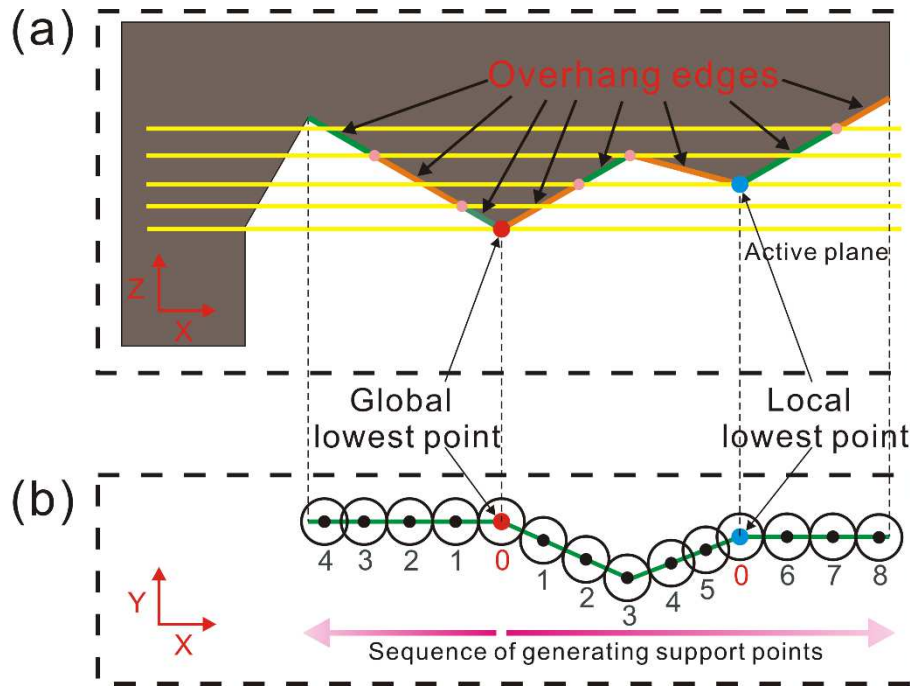 (a)
Overhang edges
Active plane
Z
X
Global
lowest point
Local
lowest point
(b)
4 3 2 1 0 1 2 3 4 5 0 6 7 8
Y
X
Sequence of generating support points